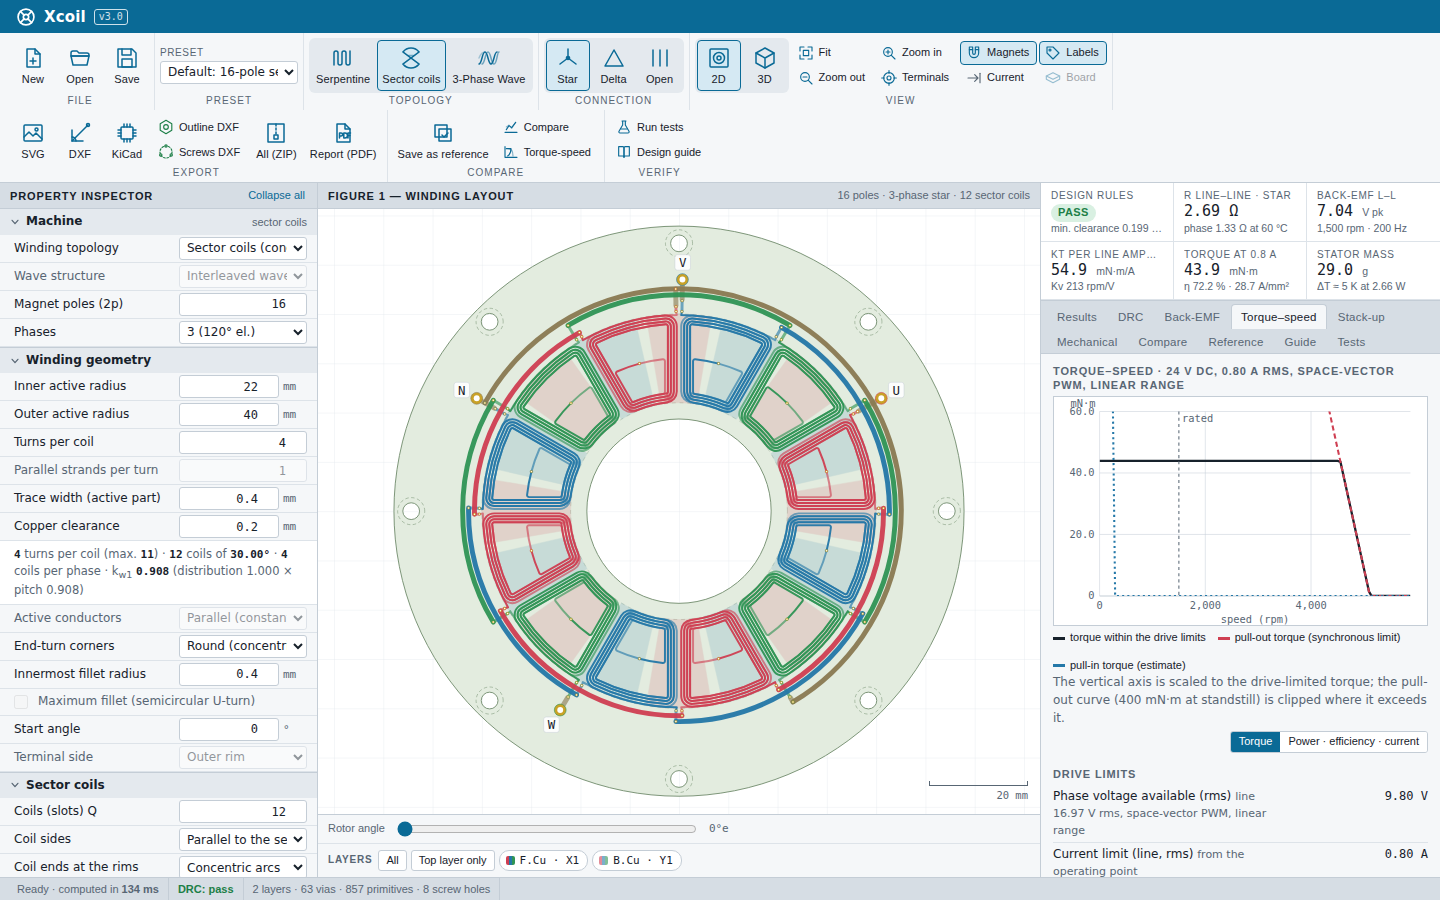 Xcoil v3.0
New Open Save
FILE
PRESET
Default: 16-pole se
PRESET
Serpentine Sector coils 3-Phase Wave
TOPOLOGY
Star Delta Open
CONNECTION
2D 3D
Fit Zoom in Magnets Labels
Zoom out Terminals Current Board
VIEW
SVG DXF KiCad
Outline DXF
Screws DXF
All (ZIP) Report (PDF)
EXPORT
Save as reference
Compare
Torque-speed
COMPARE
Run tests
Design guide
VERIFY
PROPERTY INSPECTOR Collapse all
Machine sector coils
Winding topology Sector coils (con
Wave structure Interleaved wave
Magnet poles (2p) 16
Phases 3 (120° el.)
Winding geometry
Inner active radius 22 mm
Outer active radius 40 mm
Turns per coil 4
Parallel strands per turn 1
Trace width (active part) 0.4 mm
Copper clearance 0.2 mm
4 turns per coil (max. 11) · 12 coils of 30.00° · 4
coils per phase · kw1 0.908 (distribution 1.000 ×
pitch 0.908)
Active conductors Parallel (constan
End-turn corners Round (concentr
Innermost fillet radius 0.4 mm
Maximum fillet (semicircular U-turn)
Start angle 0 °
Terminal side Outer rim
Sector coils
Coils (slots) Q 12
Coil sides Parallel to the se
Coil ends at the rims Concentric arcs
FIGURE 1 — WINDING LAYOUT 16 poles · 3-phase star · 12 sector coils
V
N
U
W
20 mm
Rotor angle 0°e
LAYERS All Top layer only F.Cu · X1 B.Cu · Y1
DESIGN RULES
PASS
min. clearance 0.199 …
R LINE–LINE · STAR
2.69 Ω
phase 1.33 Ω at 60 °C
BACK-EMF L–L
7.04 V pk
1,500 rpm · 200 Hz
KT PER LINE AMP…
54.9 mN·m/A
Kv 213 rpm/V
TORQUE AT 0.8 A
43.9 mN·m
η 72.2 % · 28.7 A/mm²
STATOR MASS
29.0 g
ΔT ≈ 5 K at 2.66 W
Results DRC Back-EMF Torque–speed Stack-up
Mechanical Compare Reference Guide Tests
TORQUE–SPEED · 24 V DC, 0.80 A RMS, SPACE-VECTOR
PWM, LINEAR RANGE
mN·m
60.0
rated
40.0
20.0
0
0 2,000 4,000
speed (rpm)
torque within the drive limits pull-out torque (synchronous limit)
pull-in torque (estimate)
The vertical axis is scaled to the drive-limited torque; the pull-
out curve (400 mN·m at standstill) is clipped where it exceeds
it.
Torque Power · efficiency · current
DRIVE LIMITS
Phase voltage available (rms) line 9.80 V
16.97 V rms, space-vector PWM, linear
range
Current limit (line, rms) from the 0.80 A
operating point
Ready · computed in 134 ms DRC: pass 2 layers · 63 vias · 857 primitives · 8 screw holes